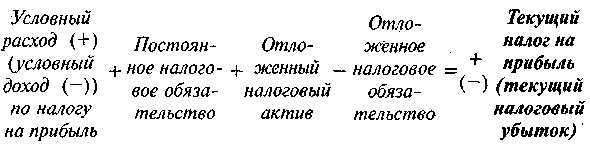 Условный
расход (+)
(условный
доход (−))
по налогу
на прибыль
+
Постоян-
ное налого-
вое обяза-
тельство
+
Отло-
женный
налоговый
актив
−
Отло-
женное
налоговое
обяза-
тельство
=
+
(−)
Текущий
налог на
прибыль
(текущий
налоговый
убыток)